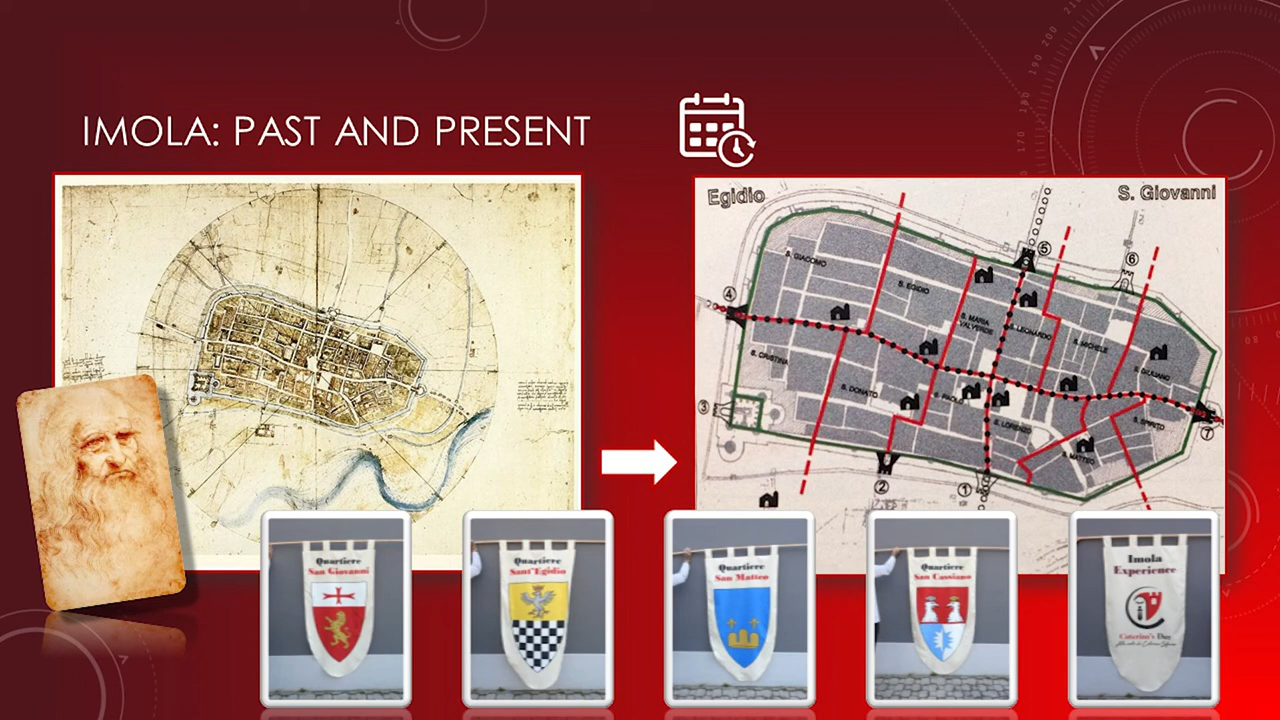 IMOLA: PAST AND PRESENT
Egidio
S. Giovanni
5
6
4
S. GIACOMO
S. EGIDIO
S. MARIA
VALVERDE
S. LEONARDO
S. MICHELE
S. CRISTINA
S. GIULIANO
S. DONATO
S. PAOLO
3
S. LORENZO
S. SPIRITO
7
S. MATTEO
2
1
Quartiere
San Giovanni
Quartiere
Sant'Egidio
Quartiere
San Matteo
Quartiere
San Cassiano
Imola
Experience
Caterina's Day